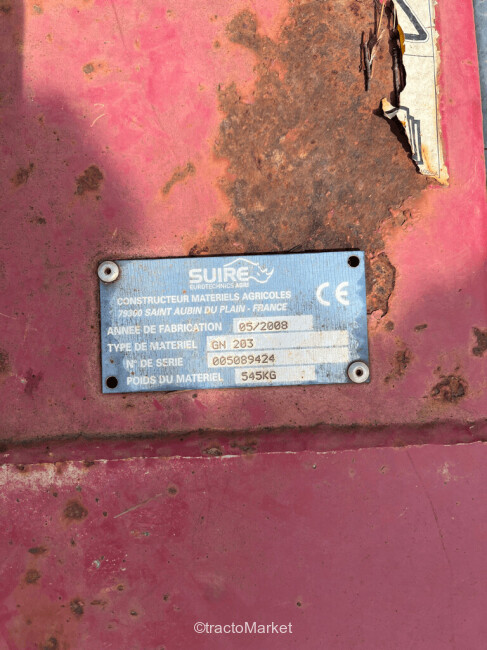 SUIRE
EUROTECHNICS AGRI
CONSTRUCTEUR MATERIELS AGRICOLES
79300 SAINT AUBIN DU PLAIN - FRANCE
CE
ANNEE DE FABRICATION 05/2008
TYPE DE MATERIEL GN 203
N° DE SERIE 005089424
POIDS DU MATERIEL 545KG
©tractoMarket